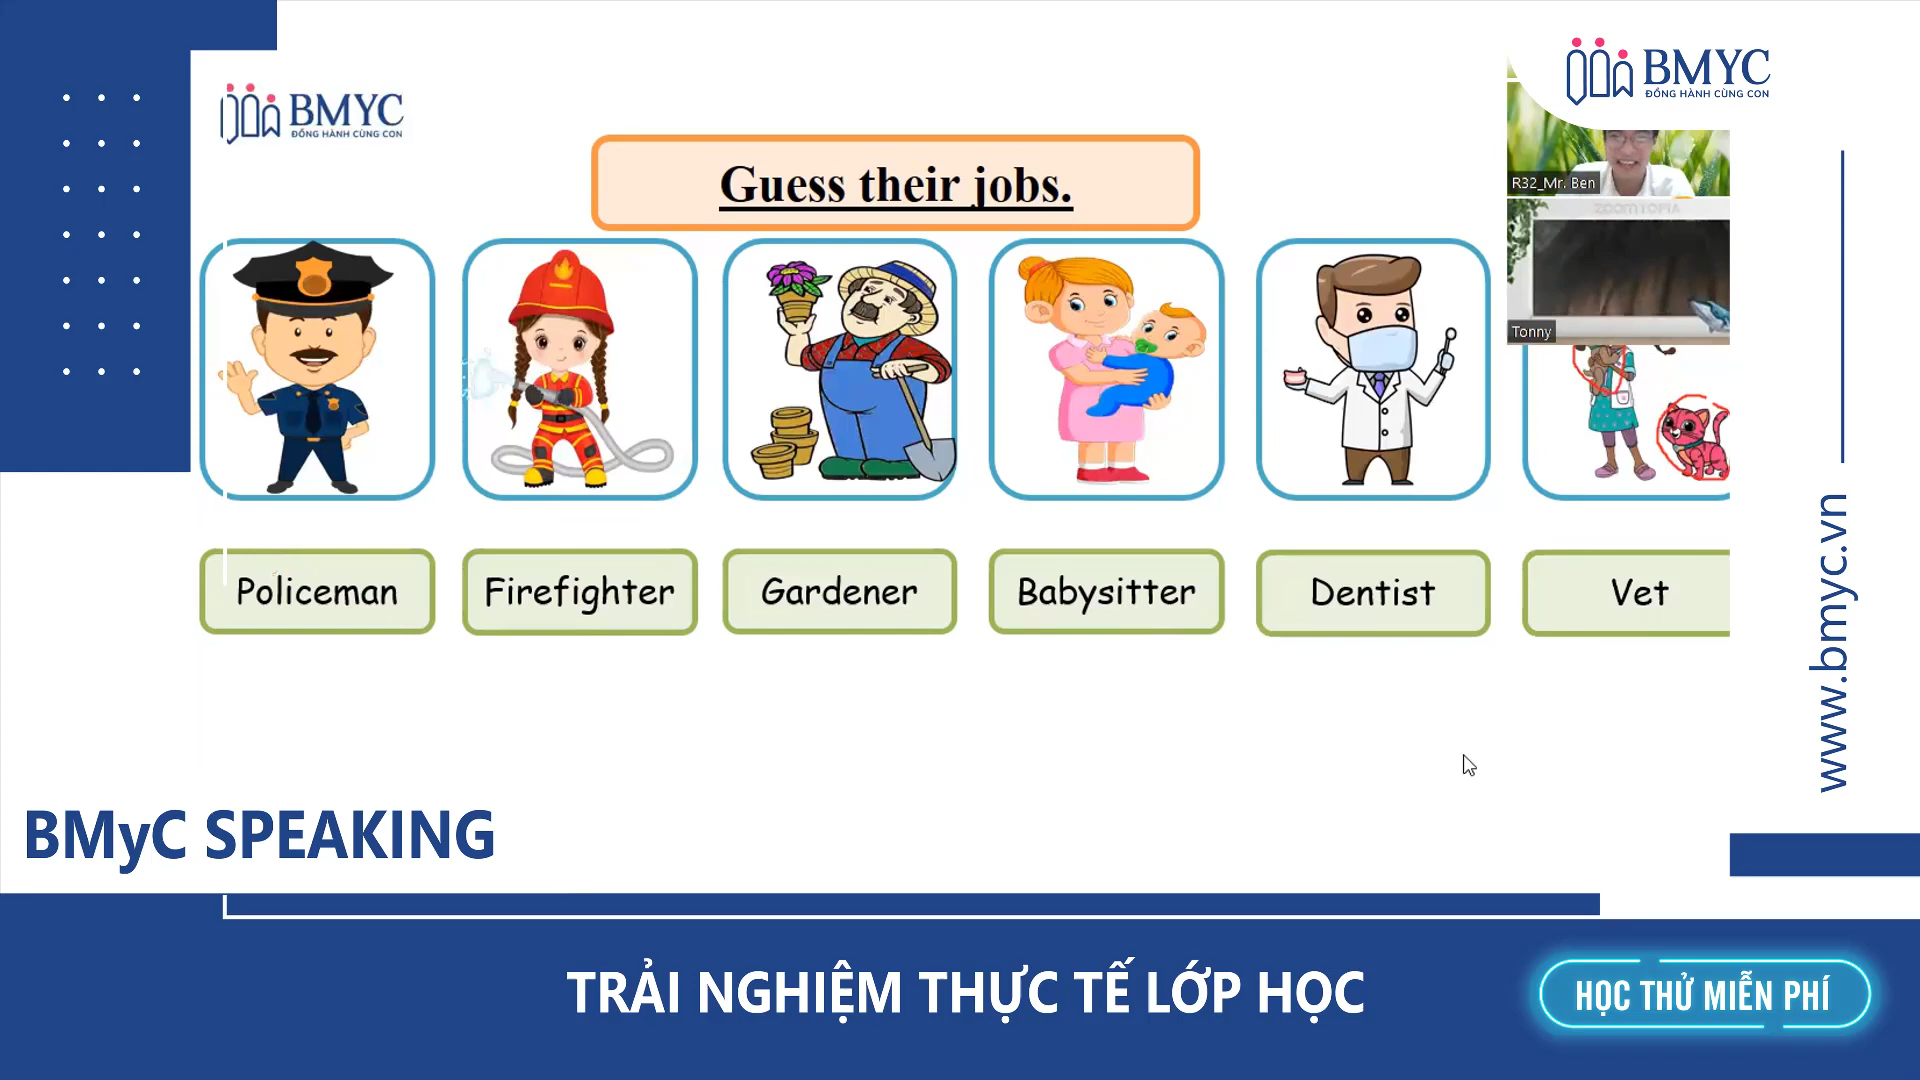 BMYC
ĐỒNG HÀNH CÙNG CON
BMYC
ĐỒNG HÀNH CÙNG CON
Guess their jobs.
R32_Mr. Ben
ZOOMTOPIA
Tonny
Policeman
Firefighter
Gardener
Babysitter
Dentist
Vet
www.bmyc.vn
BMyC SPEAKING
TRẢI NGHIỆM THỰC TẾ LỚP HỌC
HỌC THỬ MIỄN PHÍ